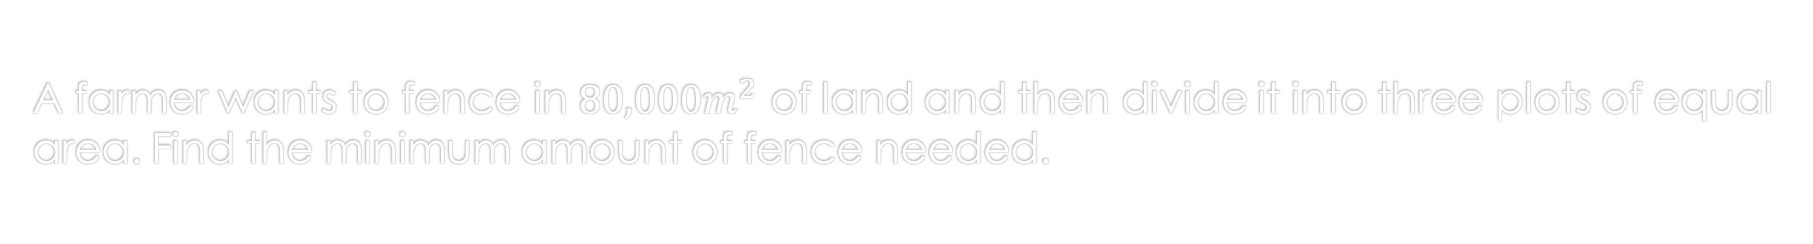 A farmer wants to fence in 80,000m² of land and then divide it into three plots of equal
area. Find the minimum amount of fence needed.